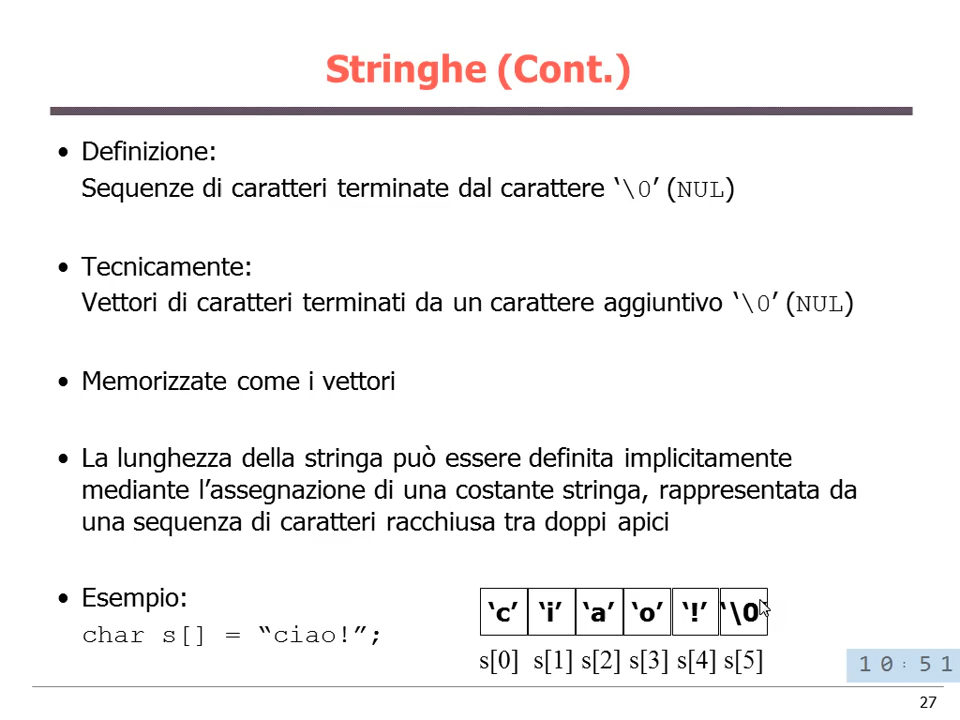 Stringhe (Cont.)
• Definizione:
Sequenze di caratteri terminate dal carattere ‘\0’ (NUL)
• Tecnicamente:
Vettori di caratteri terminati da un carattere aggiuntivo ‘\0’ (NUL)
• Memorizzate come i vettori
• La lunghezza della stringa può essere definita implicitamente
mediante l’assegnazione di una costante stringa, rappresentata da
una sequenza di caratteri racchiusa tra doppi apici
• Esempio:
char s[] = “ciao!”;
‘c’ ‘i’ ‘a’ ‘o’ ‘!’ ‘\0’
s[0] s[1] s[2] s[3] s[4] s[5]
10:51
27